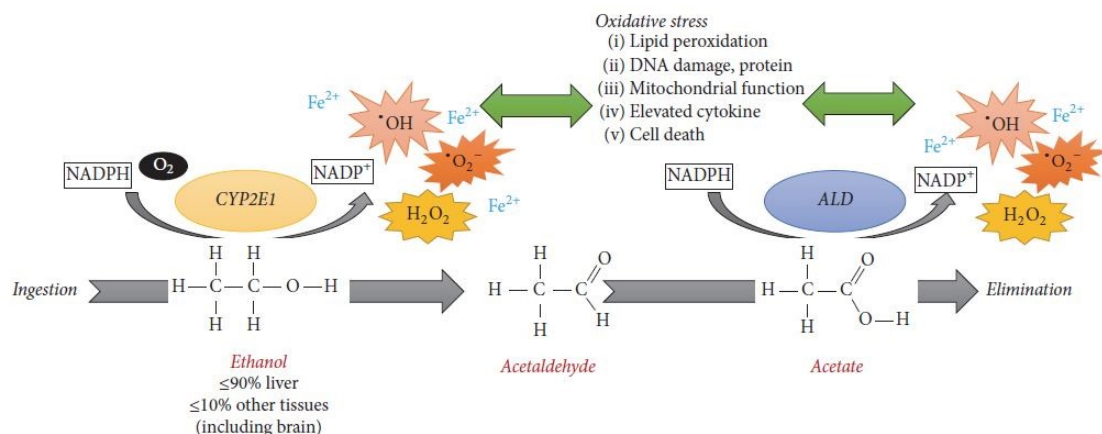 Oxidative stress
(i) Lipid peroxidation
(ii) DNA damage, protein
(iii) Mitochondrial function
(iv) Elevated cytokine
(v) Cell death
Fe2+
•OH
Fe2+
•O2−
H2O2
Fe2+
NADPH
O2
CYP2E1
NADP+
NADPH
ALD
NADP+
Fe2+
•OH
Fe2+
•O2−
H2O2
Ingestion
H H
H—C—C—O—H
H H
H O
H—C—C
H H
H O
H—C—C
H O—H
Elimination
Ethanol
≤90% liver
≤10% other tissues
(including brain)
Acetaldehyde
Acetate